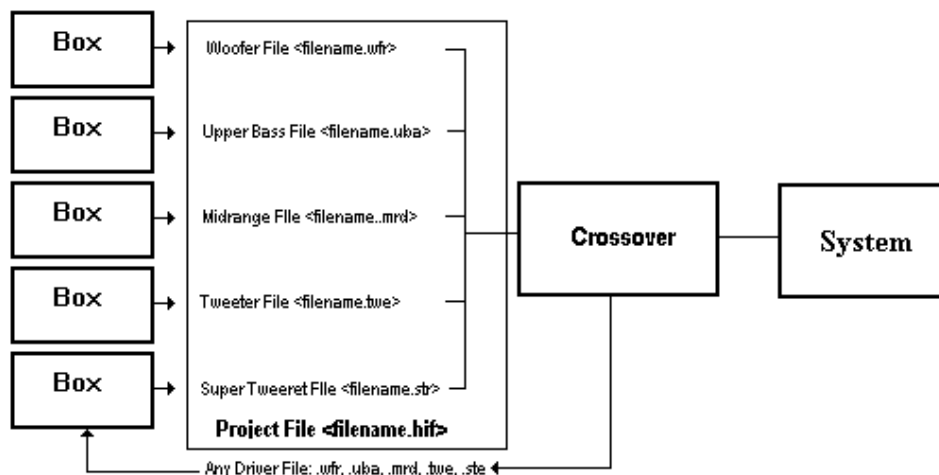 Box
Woofer File <filename.wfr>
Box
Upper Bass File <filename.uba>
Box
Midrange File <filename..mrd>
Crossover
System
Box
Tweeter File <filename.twe>
Box
Super Tweeret File <filename.str>
Project File <filename.hif>
Any Driver File: .wfr, .uba, .mrd, .twe, .ste